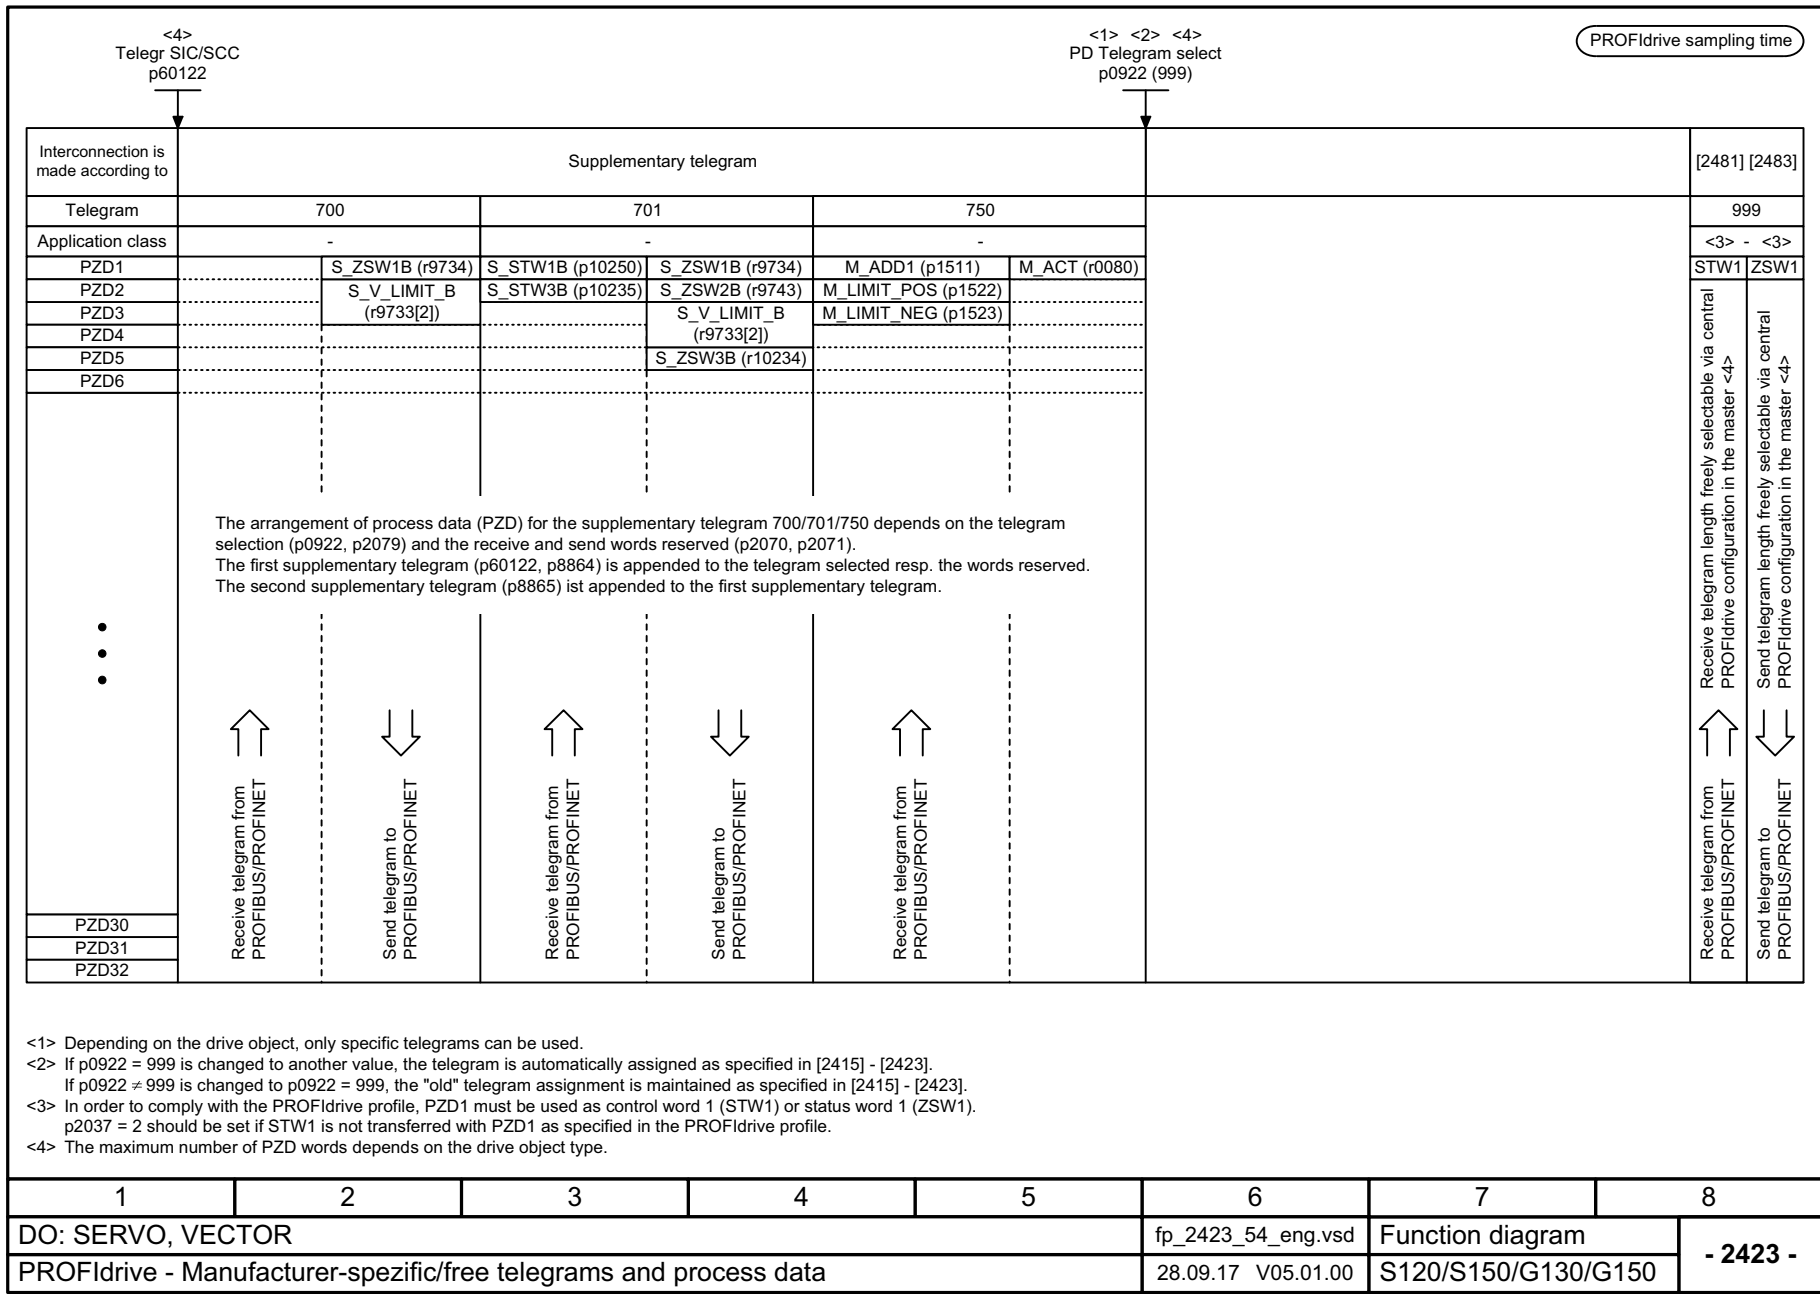 <4>
Telegr SIC/SCC
p60122
<1> <2> <4>
PD Telegram select
p0922 (999)
PROFIdrive sampling time
Interconnection is
made according to
Supplementary telegram
[2481] [2483]
Telegram
700
701
750
999
Application class
-
-
-
<3> - <3>
PZD1
S_ZSW1B (r9734)
S_STW1B (p10250)
S_ZSW1B (r9734)
M_ADD1 (p1511)
M_ACT (r0080)
STW1
ZSW1
PZD2
S_V_LIMIT_B
(r9733[2])
S_STW3B (p10235)
S_ZSW2B (r9743)
M_LIMIT_POS (p1522)
PZD3
S_V_LIMIT_B
(r9733[2])
M_LIMIT_NEG (p1523)
PZD4
PZD5
S_ZSW3B (r10234)
PZD6
Receive telegram length freely selectable via central
PROFIdrive configuration in the master <4>
Send telegram length freely selectable via central
PROFIdrive configuration in the master <4>
The arrangement of process data (PZD) for the supplementary telegram 700/701/750 depends on the telegram
selection (p0922, p2079) and the receive and send words reserved (p2070, p2071).
The first supplementary telegram (p60122, p8864) is appended to the telegram selected resp. the words reserved.
The second supplementary telegram (p8865) ist appended to the first supplementary telegram.
Receive telegram from
PROFIBUS/PROFINET
Send telegram to
PROFIBUS/PROFINET
Receive telegram from
PROFIBUS/PROFINET
Send telegram to
PROFIBUS/PROFINET
Receive telegram from
PROFIBUS/PROFINET
Receive telegram from
PROFIBUS/PROFINET
Send telegram to
PROFIBUS/PROFINET
PZD30
PZD31
PZD32
<1> Depending on the drive object, only specific telegrams can be used.
<2> If p0922 = 999 is changed to another value, the telegram is automatically assigned as specified in [2415] - [2423].
If p0922 ≠ 999 is changed to p0922 = 999, the "old" telegram assignment is maintained as specified in [2415] - [2423].
<3> In order to comply with the PROFIdrive profile, PZD1 must be used as control word 1 (STW1) or status word 1 (ZSW1).
p2037 = 2 should be set if STW1 is not transferred with PZD1 as specified in the PROFIdrive profile.
<4> The maximum number of PZD words depends on the drive object type.
1 2 3 4 5 6 7 8
DO: SERVO, VECTOR
fp_2423_54_eng.vsd
Function diagram
- 2423 -
PROFIdrive - Manufacturer-spezific/free telegrams and process data
28.09.17 V05.01.00
S120/S150/G130/G150